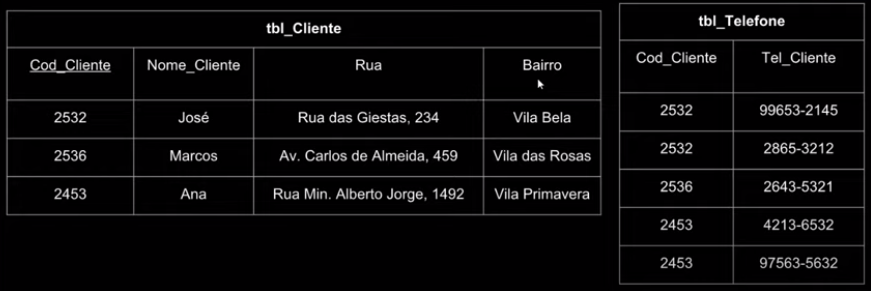 tbl_Cliente
Cod_Cliente Nome_Cliente Rua Bairro
2532 José Rua das Giestas, 234 Vila Bela
2536 Marcos Av. Carlos de Almeida, 459 Vila das Rosas
2453 Ana Rua Min. Alberto Jorge, 1492 Vila Primavera
tbl_Telefone
Cod_Cliente Tel_Cliente
2532 99653-2145
2532 2865-3212
2536 2643-5321
2453 4213-6532
2453 97563-5632